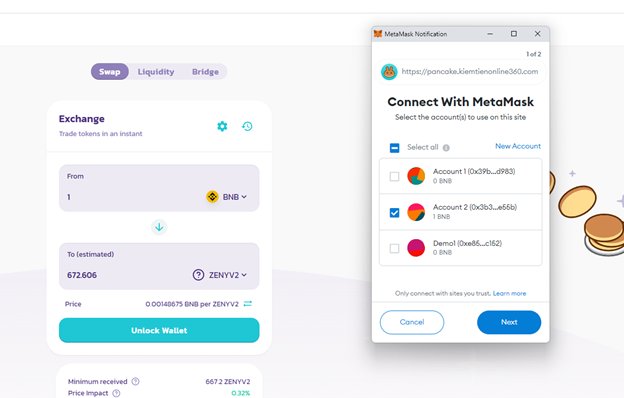 Swap
Liquidity
Bridge
Exchange
Trade tokens in an instant
From
1
BNB
To (estimated)
672.606
ZENYV2
Price
0.00148675 BNB per ZENYV2
Unlock Wallet
Minimum received
667.2 ZENYV2
Price Impact
0.32%
MetaMask Notification
1 of 2
https://pancake.kiemtienonline360.com
Connect With MetaMask
Select the account(s) to use on this site
Select all
New Account
Account 1 (0x39b...d983)
0 BNB
Account 2 (0x3b3...e55b)
1 BNB
Demo1 (0xe85...c152)
0 BNB
Only connect with sites you trust. Learn more
Cancel
Next